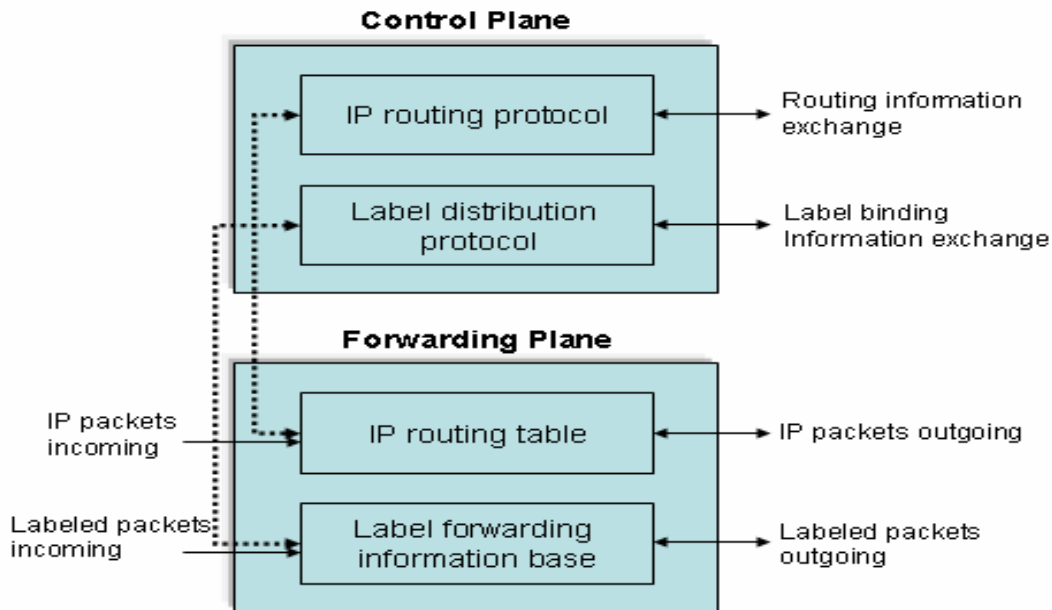 Control Plane
IP routing protocol
Routing information
exchange
Label distribution
protocol
Label binding
Information exchange
Forwarding Plane
IP packets
incoming
IP routing table
IP packets outgoing
Labeled packets
incoming
Label forwarding
information base
Labeled packets
outgoing